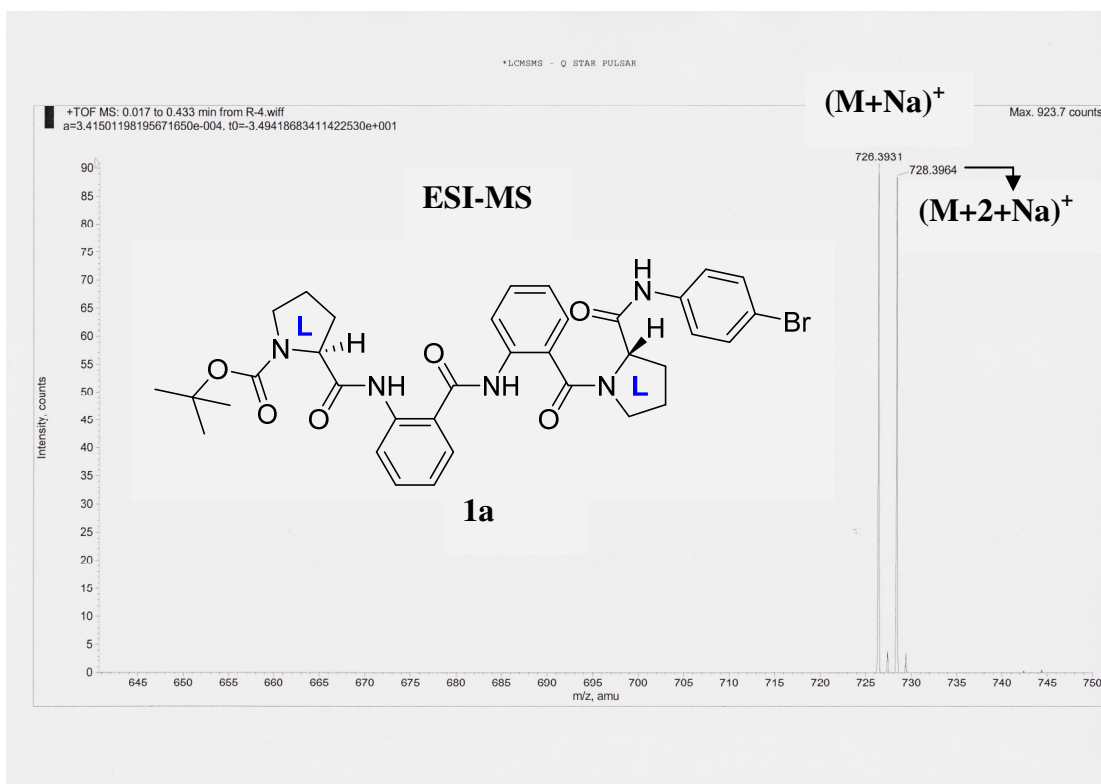 *LCMSMS - Q STAR PULSAR
+TOF MS: 0.017 to 0.433 min from R-4.wiff
a=3.41501198195671650e-004, t0=-3.49418683411422530e+001
Max. 923.7 counts
(M+Na)+
726.3931
728.3964
(M+2+Na)+
ESI-MS
90
85
80
75
70
65
60
55
50
45
40
35
30
25
20
15
10
5
0
Intensity, counts
H
N
O
H
Br
L
N
H
O
O
NH
O
O
NH
O
N
L
O
1a
645 650 655 660 665 670 675 680 685 690 695 700 705 710 715 720 725 730 735 740 745 750
m/z, amu